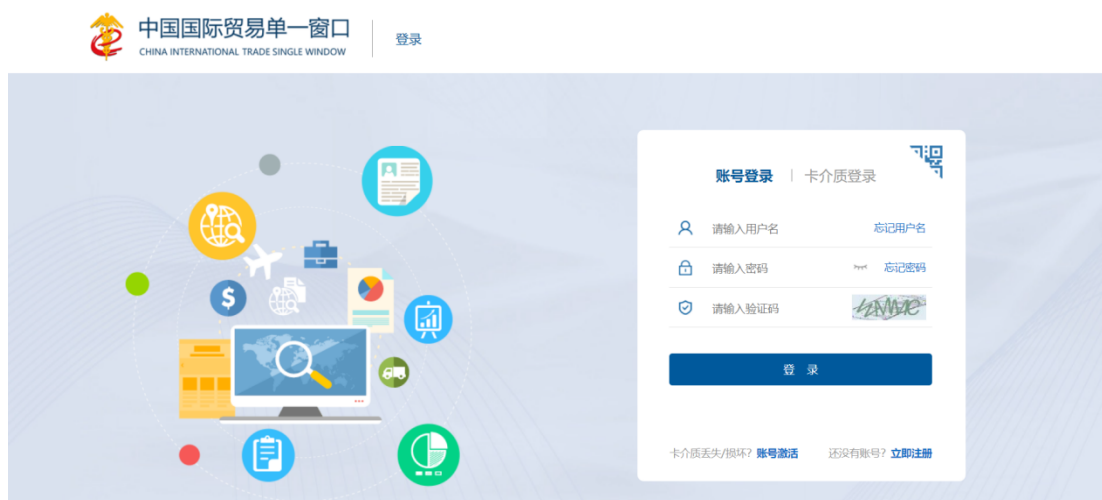 中国国际贸易单一窗口
CHINA INTERNATIONAL TRADE SINGLE WINDOW
登录
账号登录
卡介质登录
请输入用户名
忘记用户名
请输入密码
忘记密码
请输入验证码
登 录
卡介质丢失/损坏? 账号激活
还没有账号? 立即注册